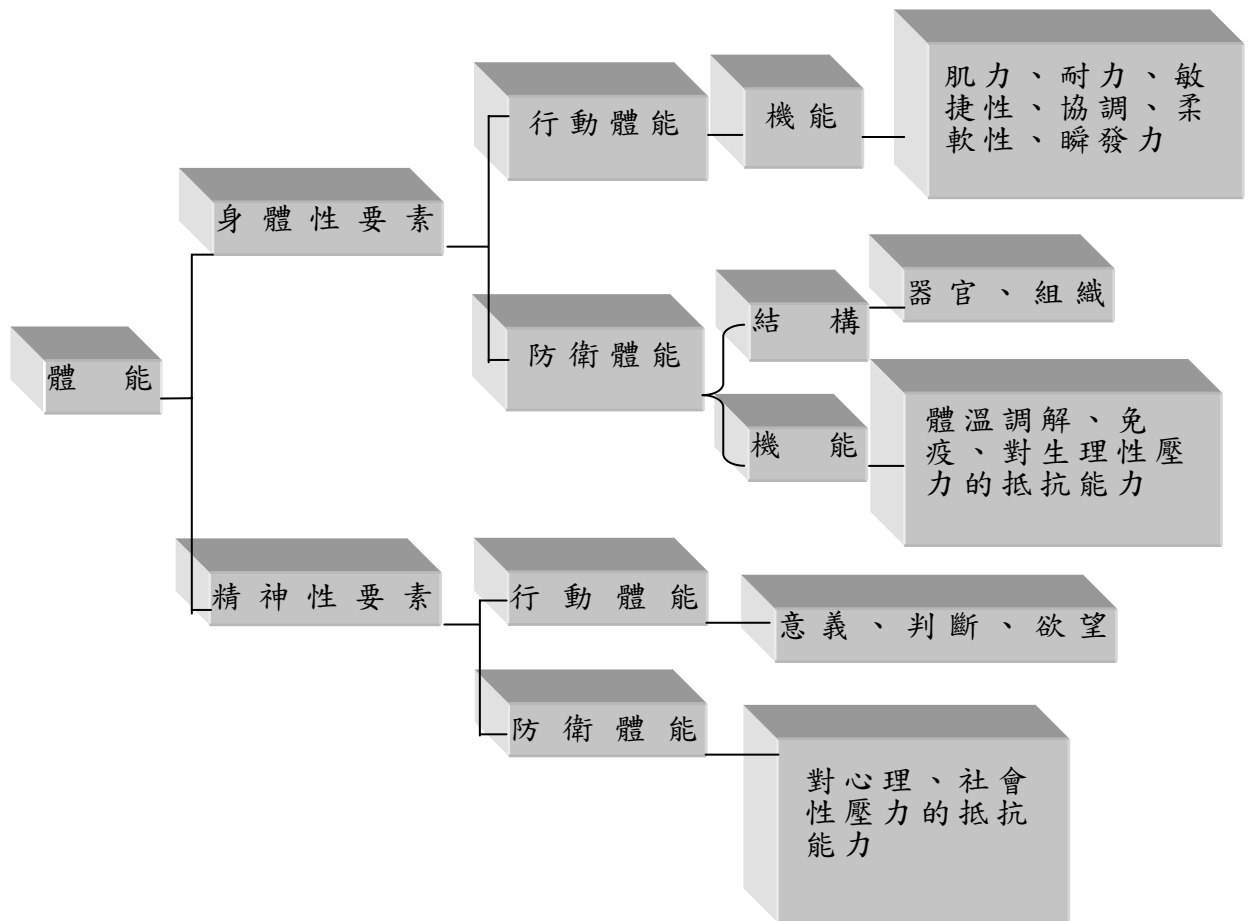 體能
身體性要素
行動體能
機能
肌力、耐力、敏
捷性、協調、柔
軟性、瞬發力
防衛體能
結構
器官、組織
機能
體溫調解、免
疫、對生理性壓
力的抵抗能力
精神性要素
行動體能
意義、判斷、欲望
防衛體能
對心理、社會
性壓力的抵抗
能力